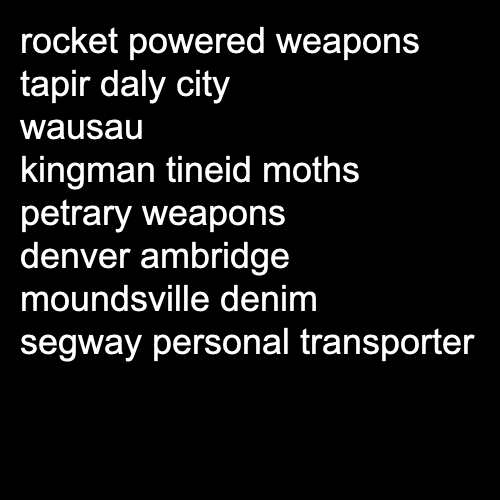 rocket powered weapons
tapir daly city
wausau
kingman tineid moths
petrary weapons
denver ambridge
moundsville denim
segway personal transporter